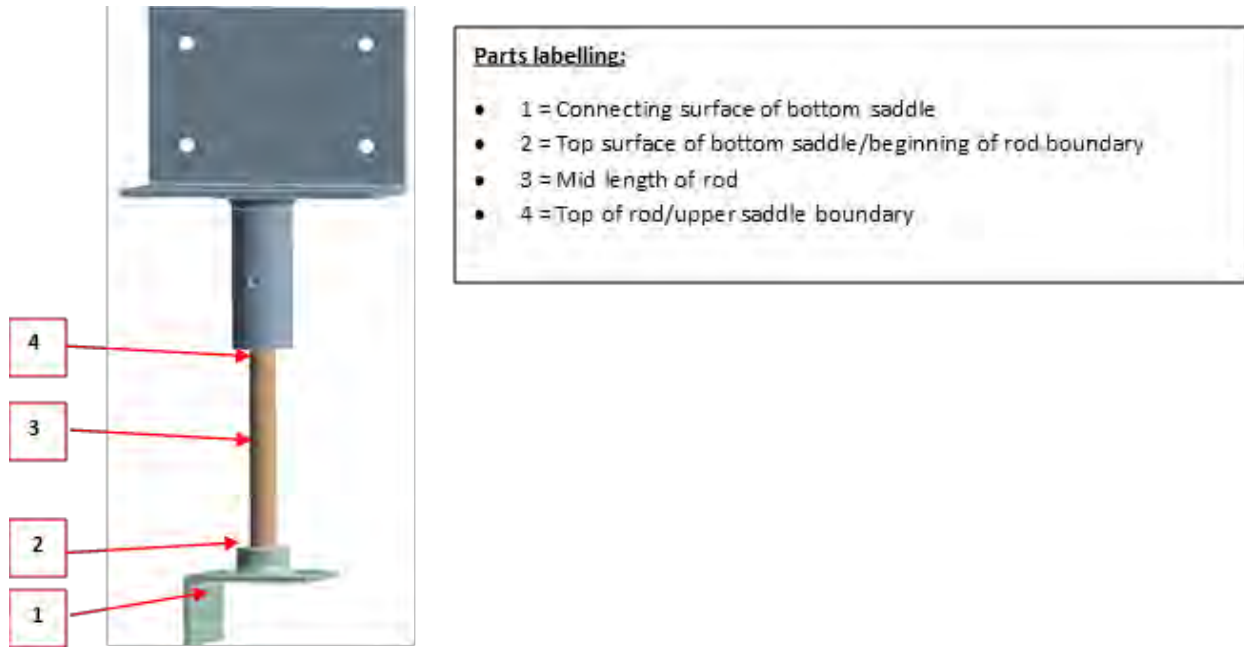 Parts labelling:
• 1 = Connecting surface of bottom saddle
• 2 = Top surface of bottom saddle/beginning of rod boundary
• 3 = Mid length of rod
• 4 = Top of rod/upper saddle boundary
4
3
2
1